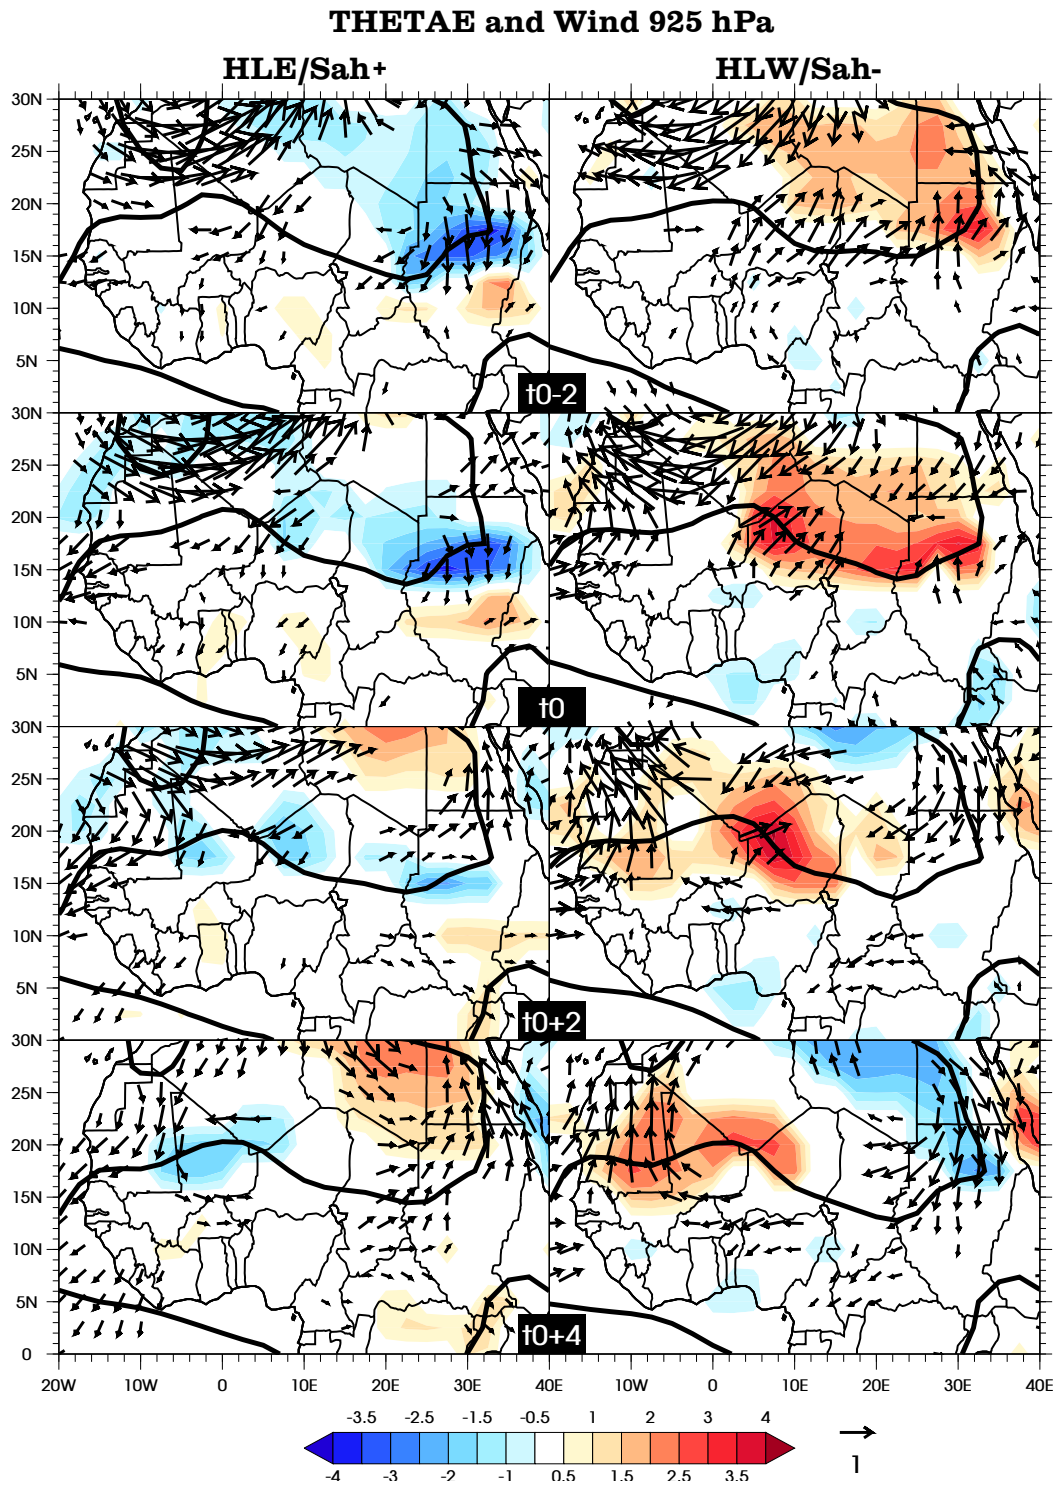 THETAE and Wind 925 hPa
HLE/Sah+ HLW/Sah-
30N
25N
20N
15N
10N
5N
t0-2
30N
25N
20N
15N
10N
5N
t0
30N
25N
20N
15N
10N
5N
t0+2
30N
25N
20N
15N
10N
5N
t0+4
0
20W 10W 0 10E 20E 30E 40E 10W 0 10E 20E 30E 40E
-3.5 -2.5 -1.5 -0.5 1 2 3 4
-4 -3 -2 -1 0.5 1.5 2.5 3.5
1